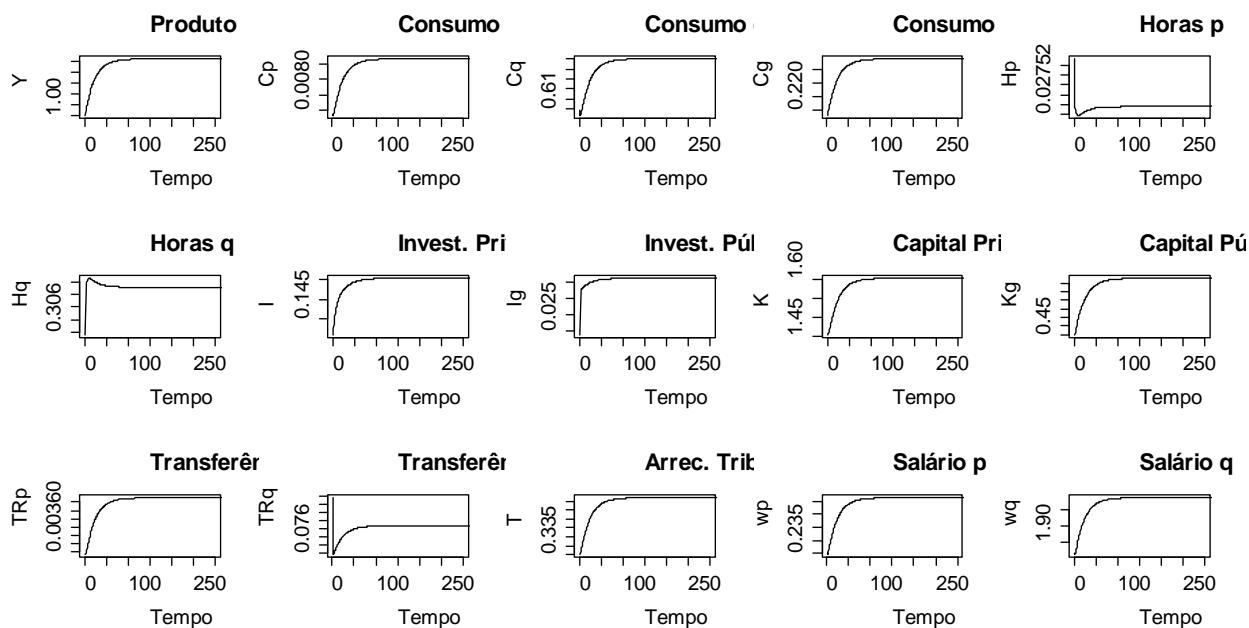 Produto
Consumo
Consumo
Consumo
Horas p
Y
1.00
Cp
0.0080
Cq
0.61
Cg
0.220
Hp
0.02752
0 100 250
0 100 250
0 100 250
0 100 250
0 100 250
Tempo
Tempo
Tempo
Tempo
Tempo
Horas q
Invest. Pri
Invest. Púl
Capital Pri
Capital Pú
Hq
0.306
I
0.145
Ig
0.025
K
1.45 1.60
Kg
0.45
0 100 250
0 100 250
0 100 250
0 100 250
0 100 250
Tempo
Tempo
Tempo
Tempo
Tempo
Transferên
Transferên
Arrec. Trib
Salário p
Salário q
TRp
0.00360
TRq
0.076
T
0.335
wp
0.235
wq
1.90
0 100 250
0 100 250
0 100 250
0 100 250
0 100 250
Tempo
Tempo
Tempo
Tempo
Tempo